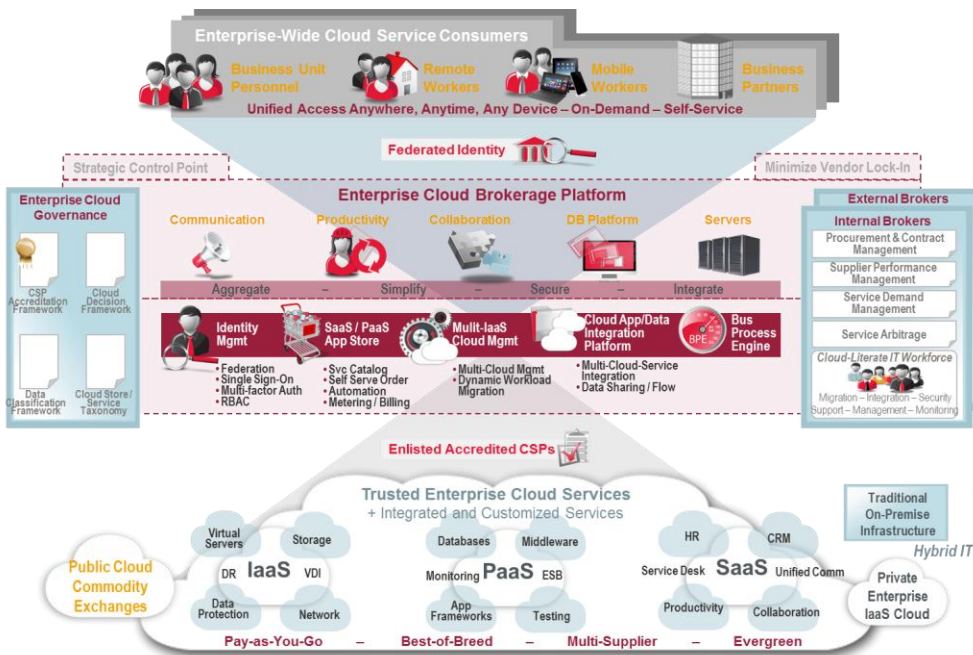 Enterprise-Wide Cloud Service Consumers
Business Unit
Personnel
Remote
Workers
Mobile
Workers
Business
Partners
Unified Access Anywhere, Anytime, Any Device – On-Demand – Self-Service
Federated Identity
Strategic Control Point
Minimize Vendor Lock-In
Enterprise Cloud
Governance
CSP
Accreditation
Framework
Cloud
Decision
Framework
Data
Classification
Framework
Cloud Store /
Service
Taxonomy
Enterprise Cloud Brokerage Platform
Communication
Productivity
Collaboration
DB Platform
Servers
Aggregate – Simplify – Secure – Integrate
Identity
Mgmt
SaaS / PaaS
App Store
Mulit-IaaS
Cloud Mgmt
Cloud App/Data
Integration
Platform
BPE
Bus
Process
Engine
•Federation
•Single Sign-On
•Multi-factor Auth
•RBAC
•Svc Catalog
•Self Serve Order
•Automation
•Metering / Billing
•Multi-Cloud Mgmt
•Dynamic Workload
Migration
•Multi-Cloud-Service
Integration
•Data Sharing / Flow
External Brokers
Internal Brokers
Procurement & Contract
Management
Supplier Performance
Management
Service Demand
Management
Service Arbitrage
Cloud-Literate IT Workforce
Migration – Integration – Security
Support – Management – Monitoring
Enlisted Accredited CSPs
Trusted Enterprise Cloud Services
+ Integrated and Customized Services
Public Cloud
Commodity
Exchanges
Virtual
Servers
Storage
DR
IaaS
VDI
Data
Protection
Network
Databases
Middleware
Monitoring
PaaS
ESB
App
Frameworks
Testing
HR
CRM
Service Desk
SaaS
Unified Comm
Productivity
Collaboration
Traditional
On-Premise
Infrastructure
Hybrid IT
Private
Enterprise
IaaS Cloud
Pay-as-You-Go – Best-of-Breed – Multi-Supplier – Evergreen